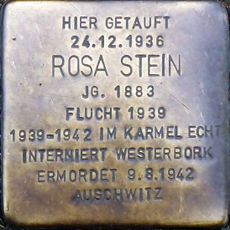 HIER GETAUFT
24.12.1936
ROSA STEIN
JG. 1883
FLUCHT 1939
1939-1942 IM KARMEL ECHT
INTERNIERT WESTERBORK
ERMORDET 9.8.1942
AUSCHWITZ